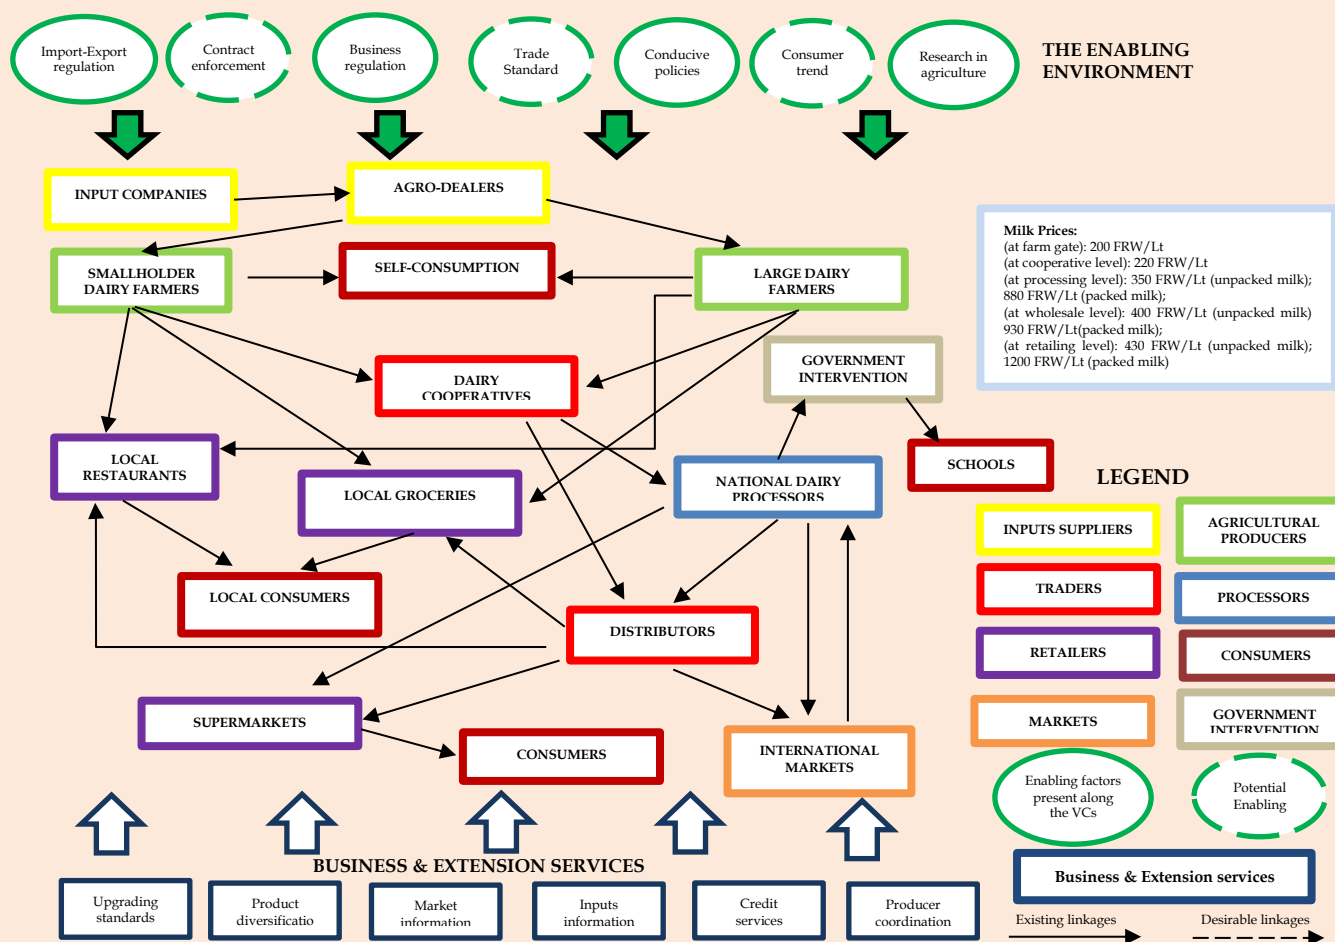 Import-Export
regulation
Contract
enforcement
Business
regulation
Trade
Standard
Conducive
policies
Consumer
trend
Research in
agriculture
THE ENABLING
ENVIRONMENT
INPUT COMPANIES
AGRO-DEALERS
SMALLHOLDER
DAIRY FARMERS
SELF-CONSUMPTION
LARGE DAIRY
FARMERS
Milk Prices:
(at farm gate): 200 FRW/Lt
(at cooperative level): 220 FRW/Lt
(at processing level): 350 FRW/Lt (unpacked milk);
880 FRW/Lt (packed milk);
(at wholesale level): 400 FRW/Lt (unpacked milk)
930 FRW/Lt(packed milk);
(at retailing level): 430 FRW/Lt (unpacked milk);
1200 FRW/Lt (packed milk)
DAIRY
COOPERATIVES
GOVERNMENT
INTERVENTION
LOCAL
RESTAURANTS
LOCAL GROCERIES
NATIONAL DAIRY
PROCESSORS
SCHOOLS
LOCAL CONSUMERS
DISTRIBUTORS
SUPERMARKETS
CONSUMERS
INTERNATIONAL
MARKETS
LEGEND
INPUTS SUPPLIERS
AGRICULTURAL
PRODUCERS
TRADERS
PROCESSORS
RETAILERS
CONSUMERS
MARKETS
GOVERNMENT
INTERVENTION
Enabling factors
present along
the VCs
Potential
Enabling
Business & Extension services
Existing linkages
Desirable linkages
BUSINESS & EXTENSION SERVICES
Upgrading
standards
Product
diversificatio
Market
information
Inputs
information
Credit
services
Producer
coordination